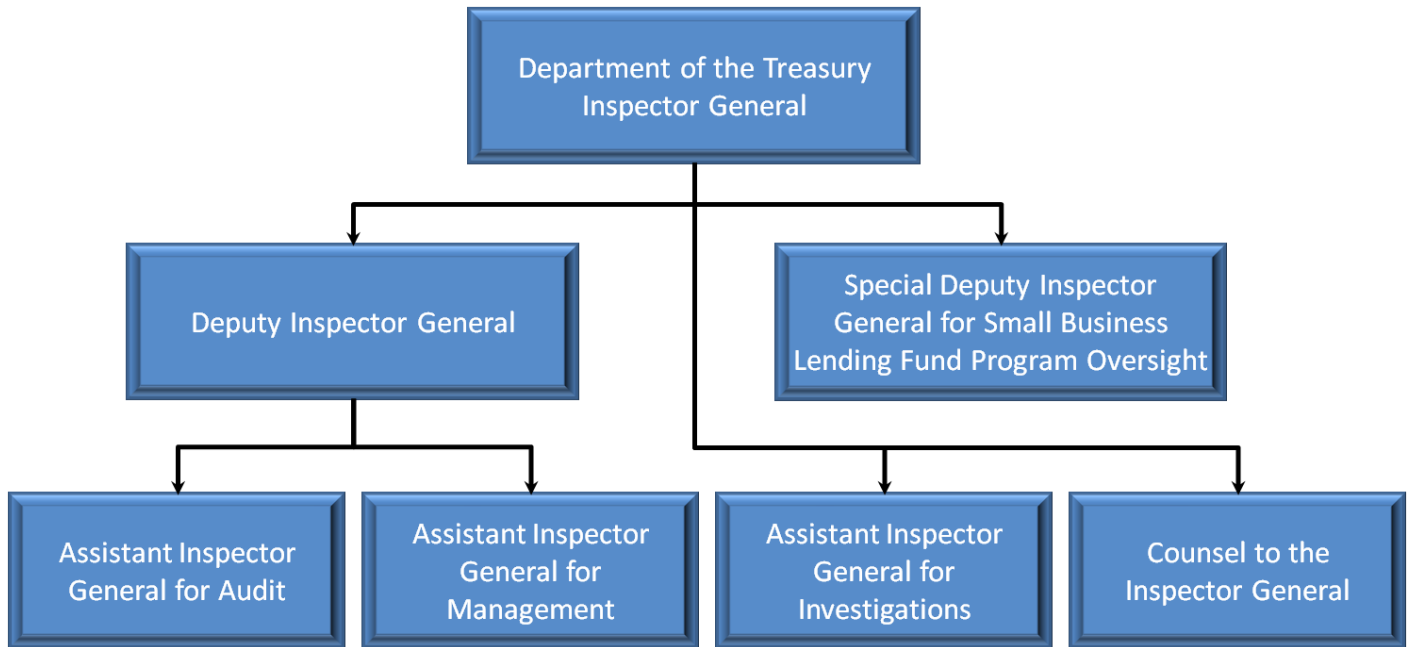 Department of the Treasury
Inspector General
Deputy Inspector General
Special Deputy Inspector
General for Small Business
Lending Fund Program Oversight
Assistant Inspector
General for Audit
Assistant Inspector
General for
Management
Assistant Inspector
General for
Investigations
Counsel to the
Inspector General